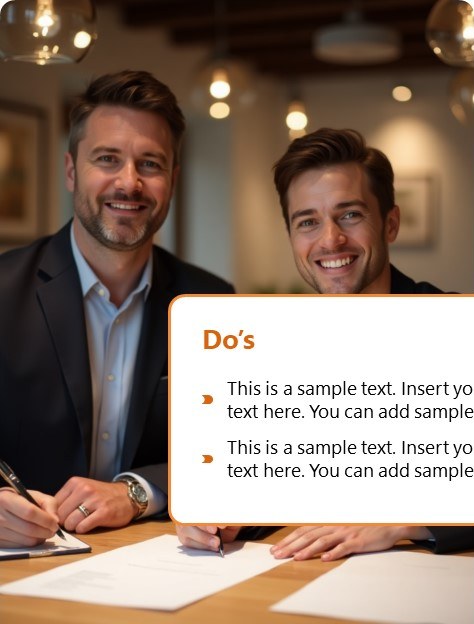 Do's
This is a sample text. Insert yo
text here. You can add sample
This is a sample text. Insert yo
text here. You can add sample